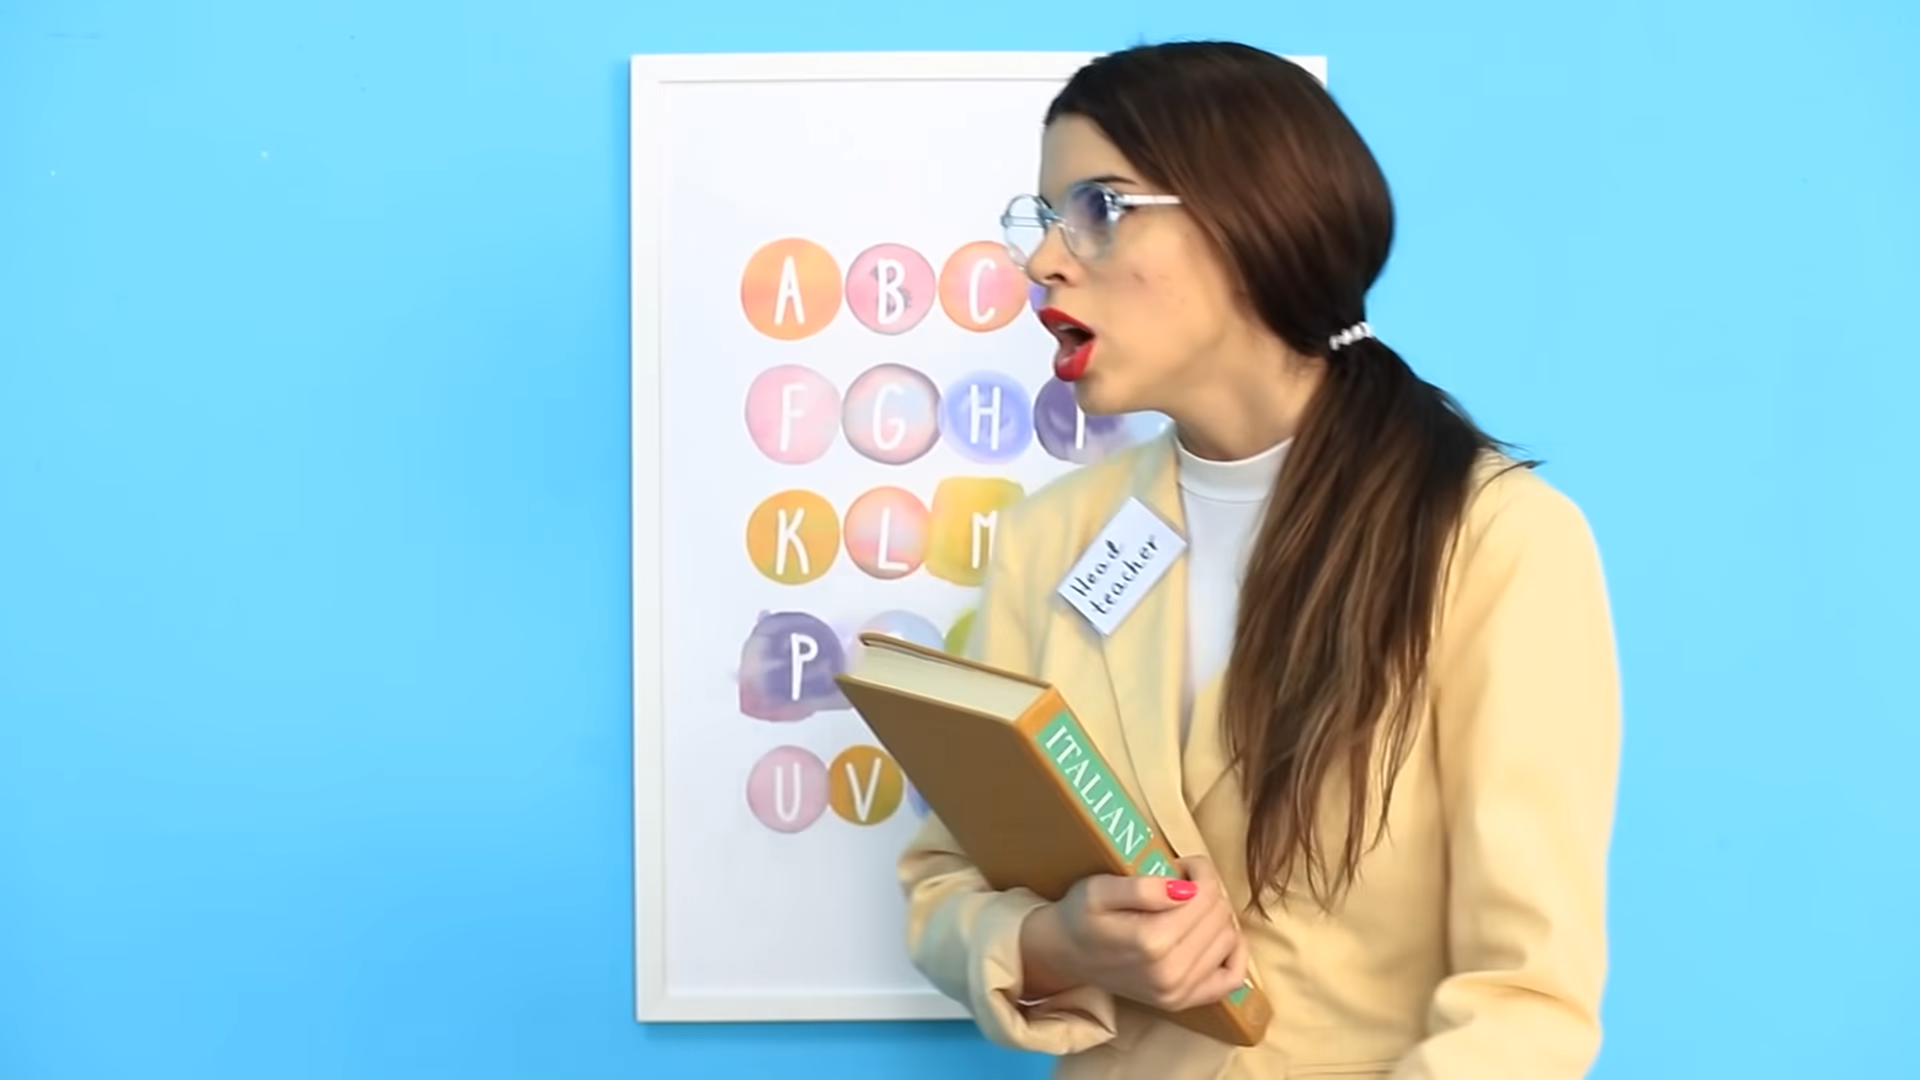 A B C
F G H I
K L M
P
U V
Head
teacher
ITALIAN